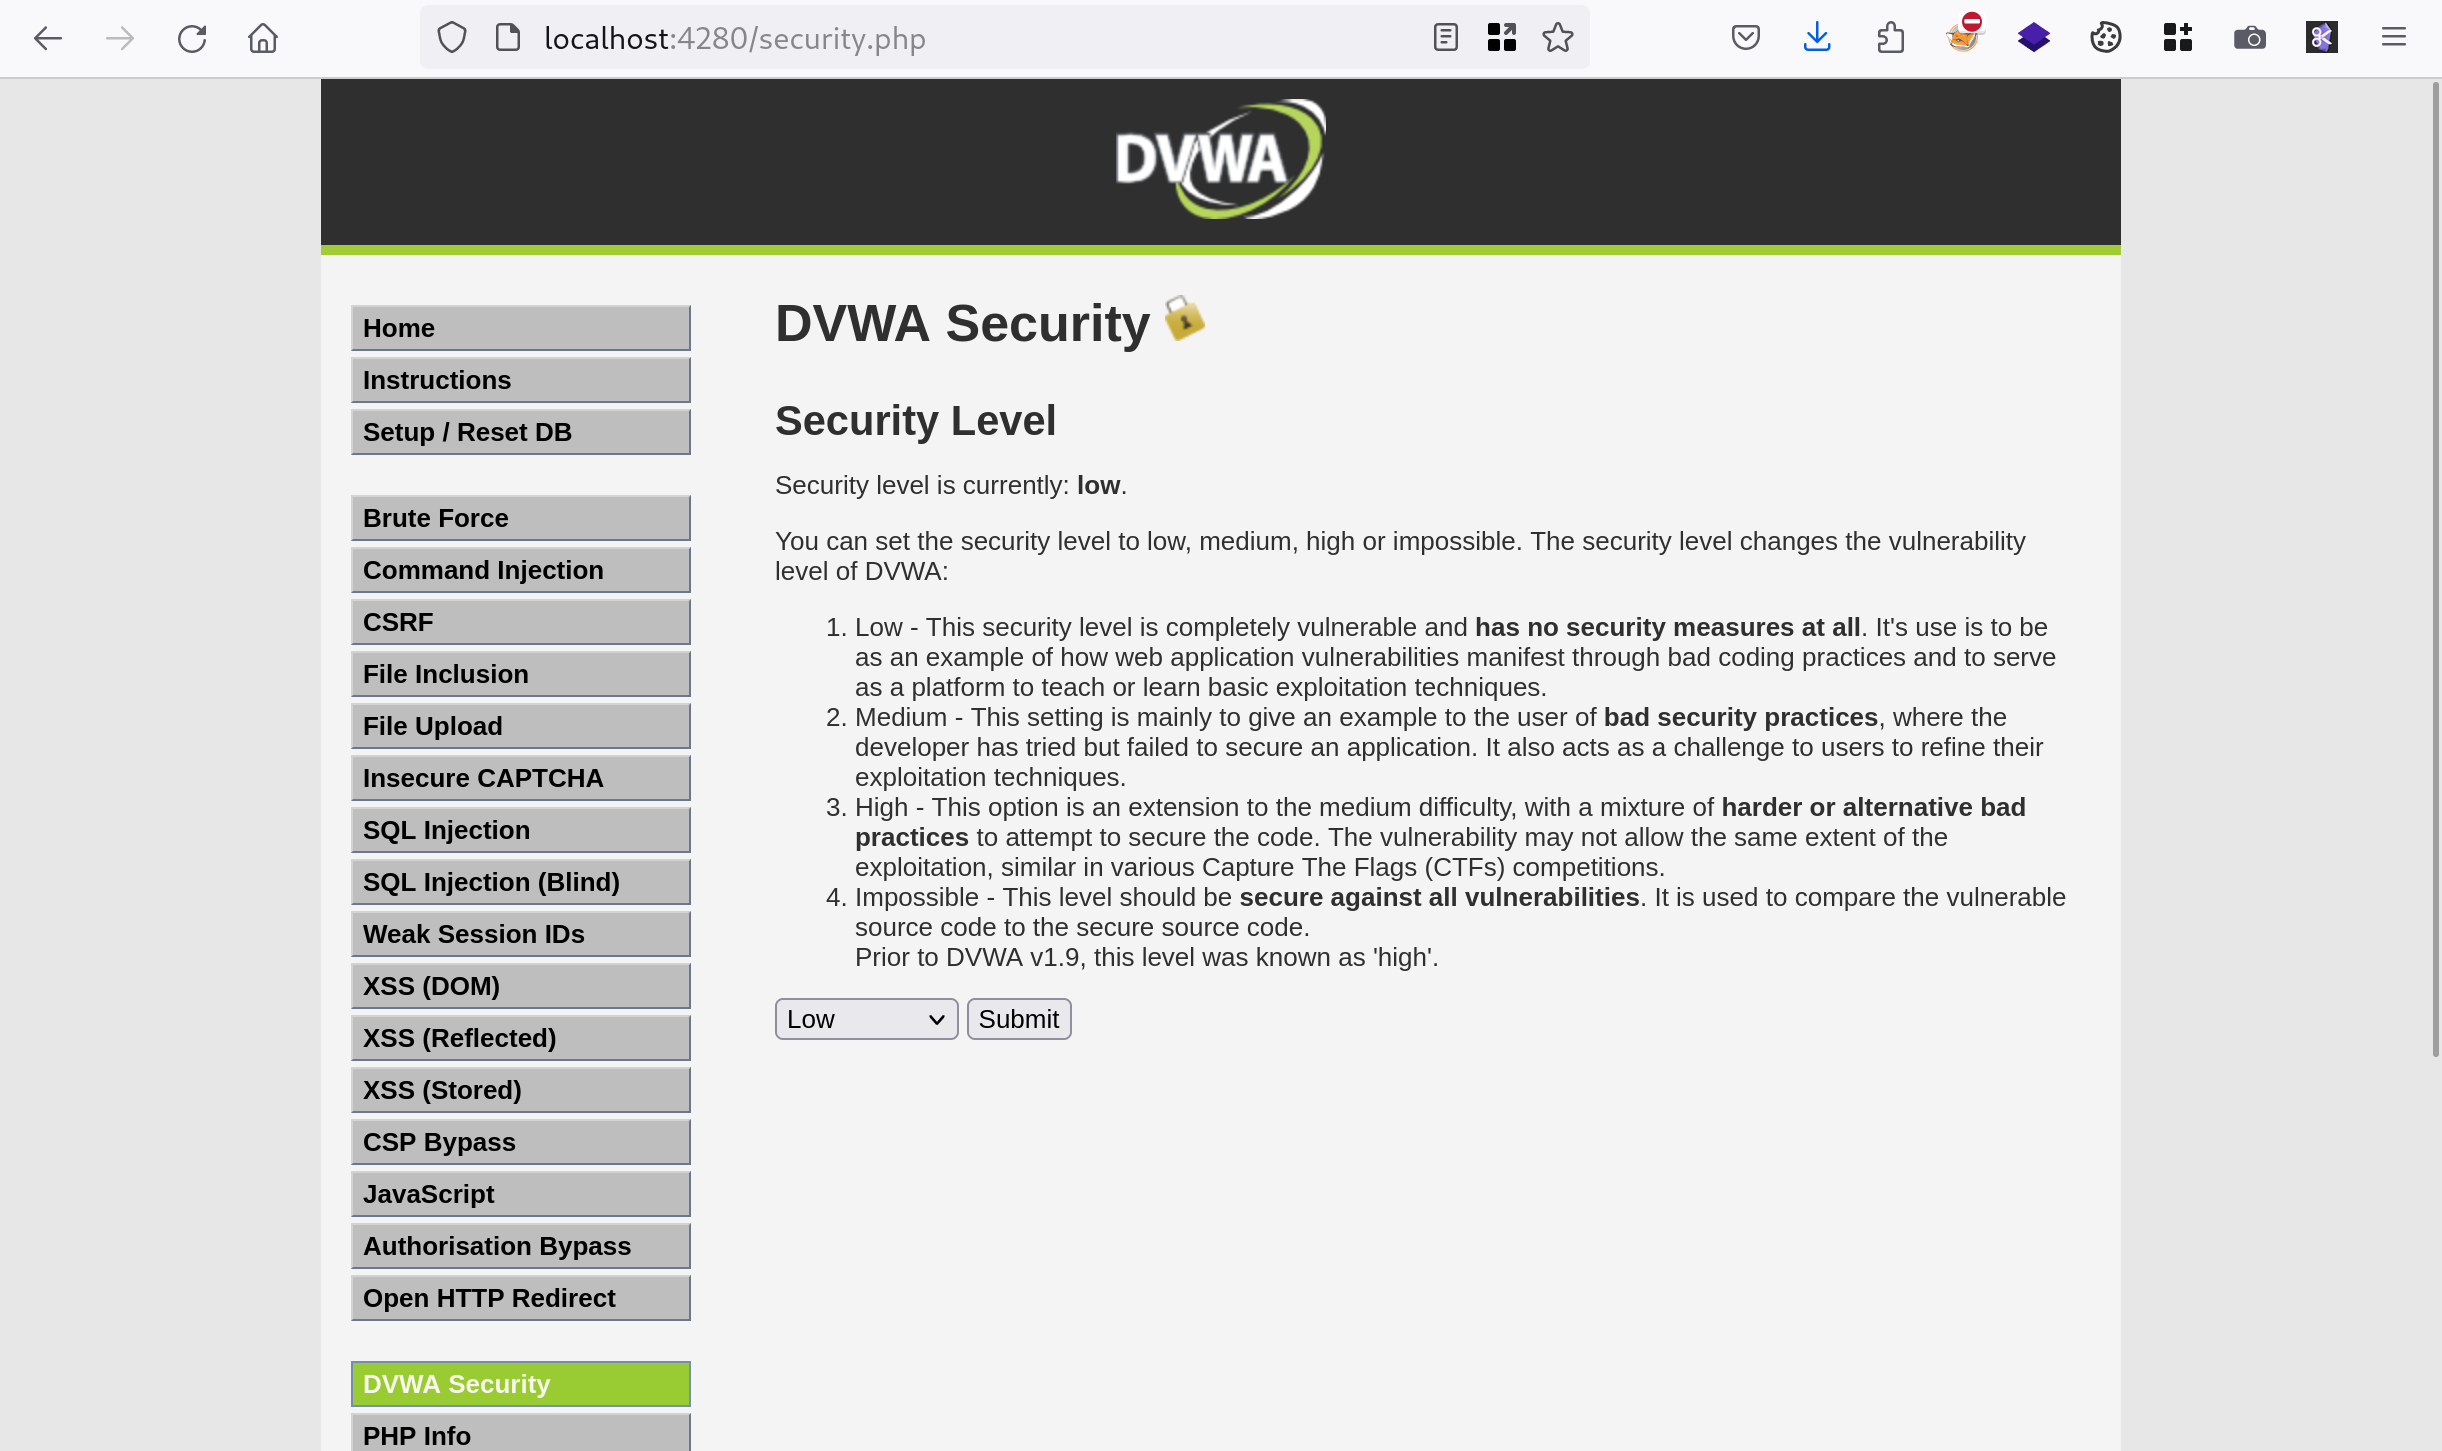 localhost:4280/security.php
DVWA
Home
Instructions
Setup / Reset DB
Brute Force
Command Injection
CSRF
File Inclusion
File Upload
Insecure CAPTCHA
SQL Injection
SQL Injection (Blind)
Weak Session IDs
XSS (DOM)
XSS (Reflected)
XSS (Stored)
CSP Bypass
JavaScript
Authorisation Bypass
Open HTTP Redirect
DVWA Security
PHP Info
DVWA Security
Security Level
Security level is currently: low.
You can set the security level to low, medium, high or impossible. The security level changes the vulnerability
level of DVWA:
1. Low - This security level is completely vulnerable and has no security measures at all. It's use is to be
as an example of how web application vulnerabilities manifest through bad coding practices and to serve
as a platform to teach or learn basic exploitation techniques.
2. Medium - This setting is mainly to give an example to the user of bad security practices, where the
developer has tried but failed to secure an application. It also acts as a challenge to users to refine their
exploitation techniques.
3. High - This option is an extension to the medium difficulty, with a mixture of harder or alternative bad
practices to attempt to secure the code. The vulnerability may not allow the same extent of the
exploitation, similar in various Capture The Flags (CTFs) competitions.
4. Impossible - This level should be secure against all vulnerabilities. It is used to compare the vulnerable
source code to the secure source code.
Prior to DVWA v1.9, this level was known as 'high'.
Low
Submit